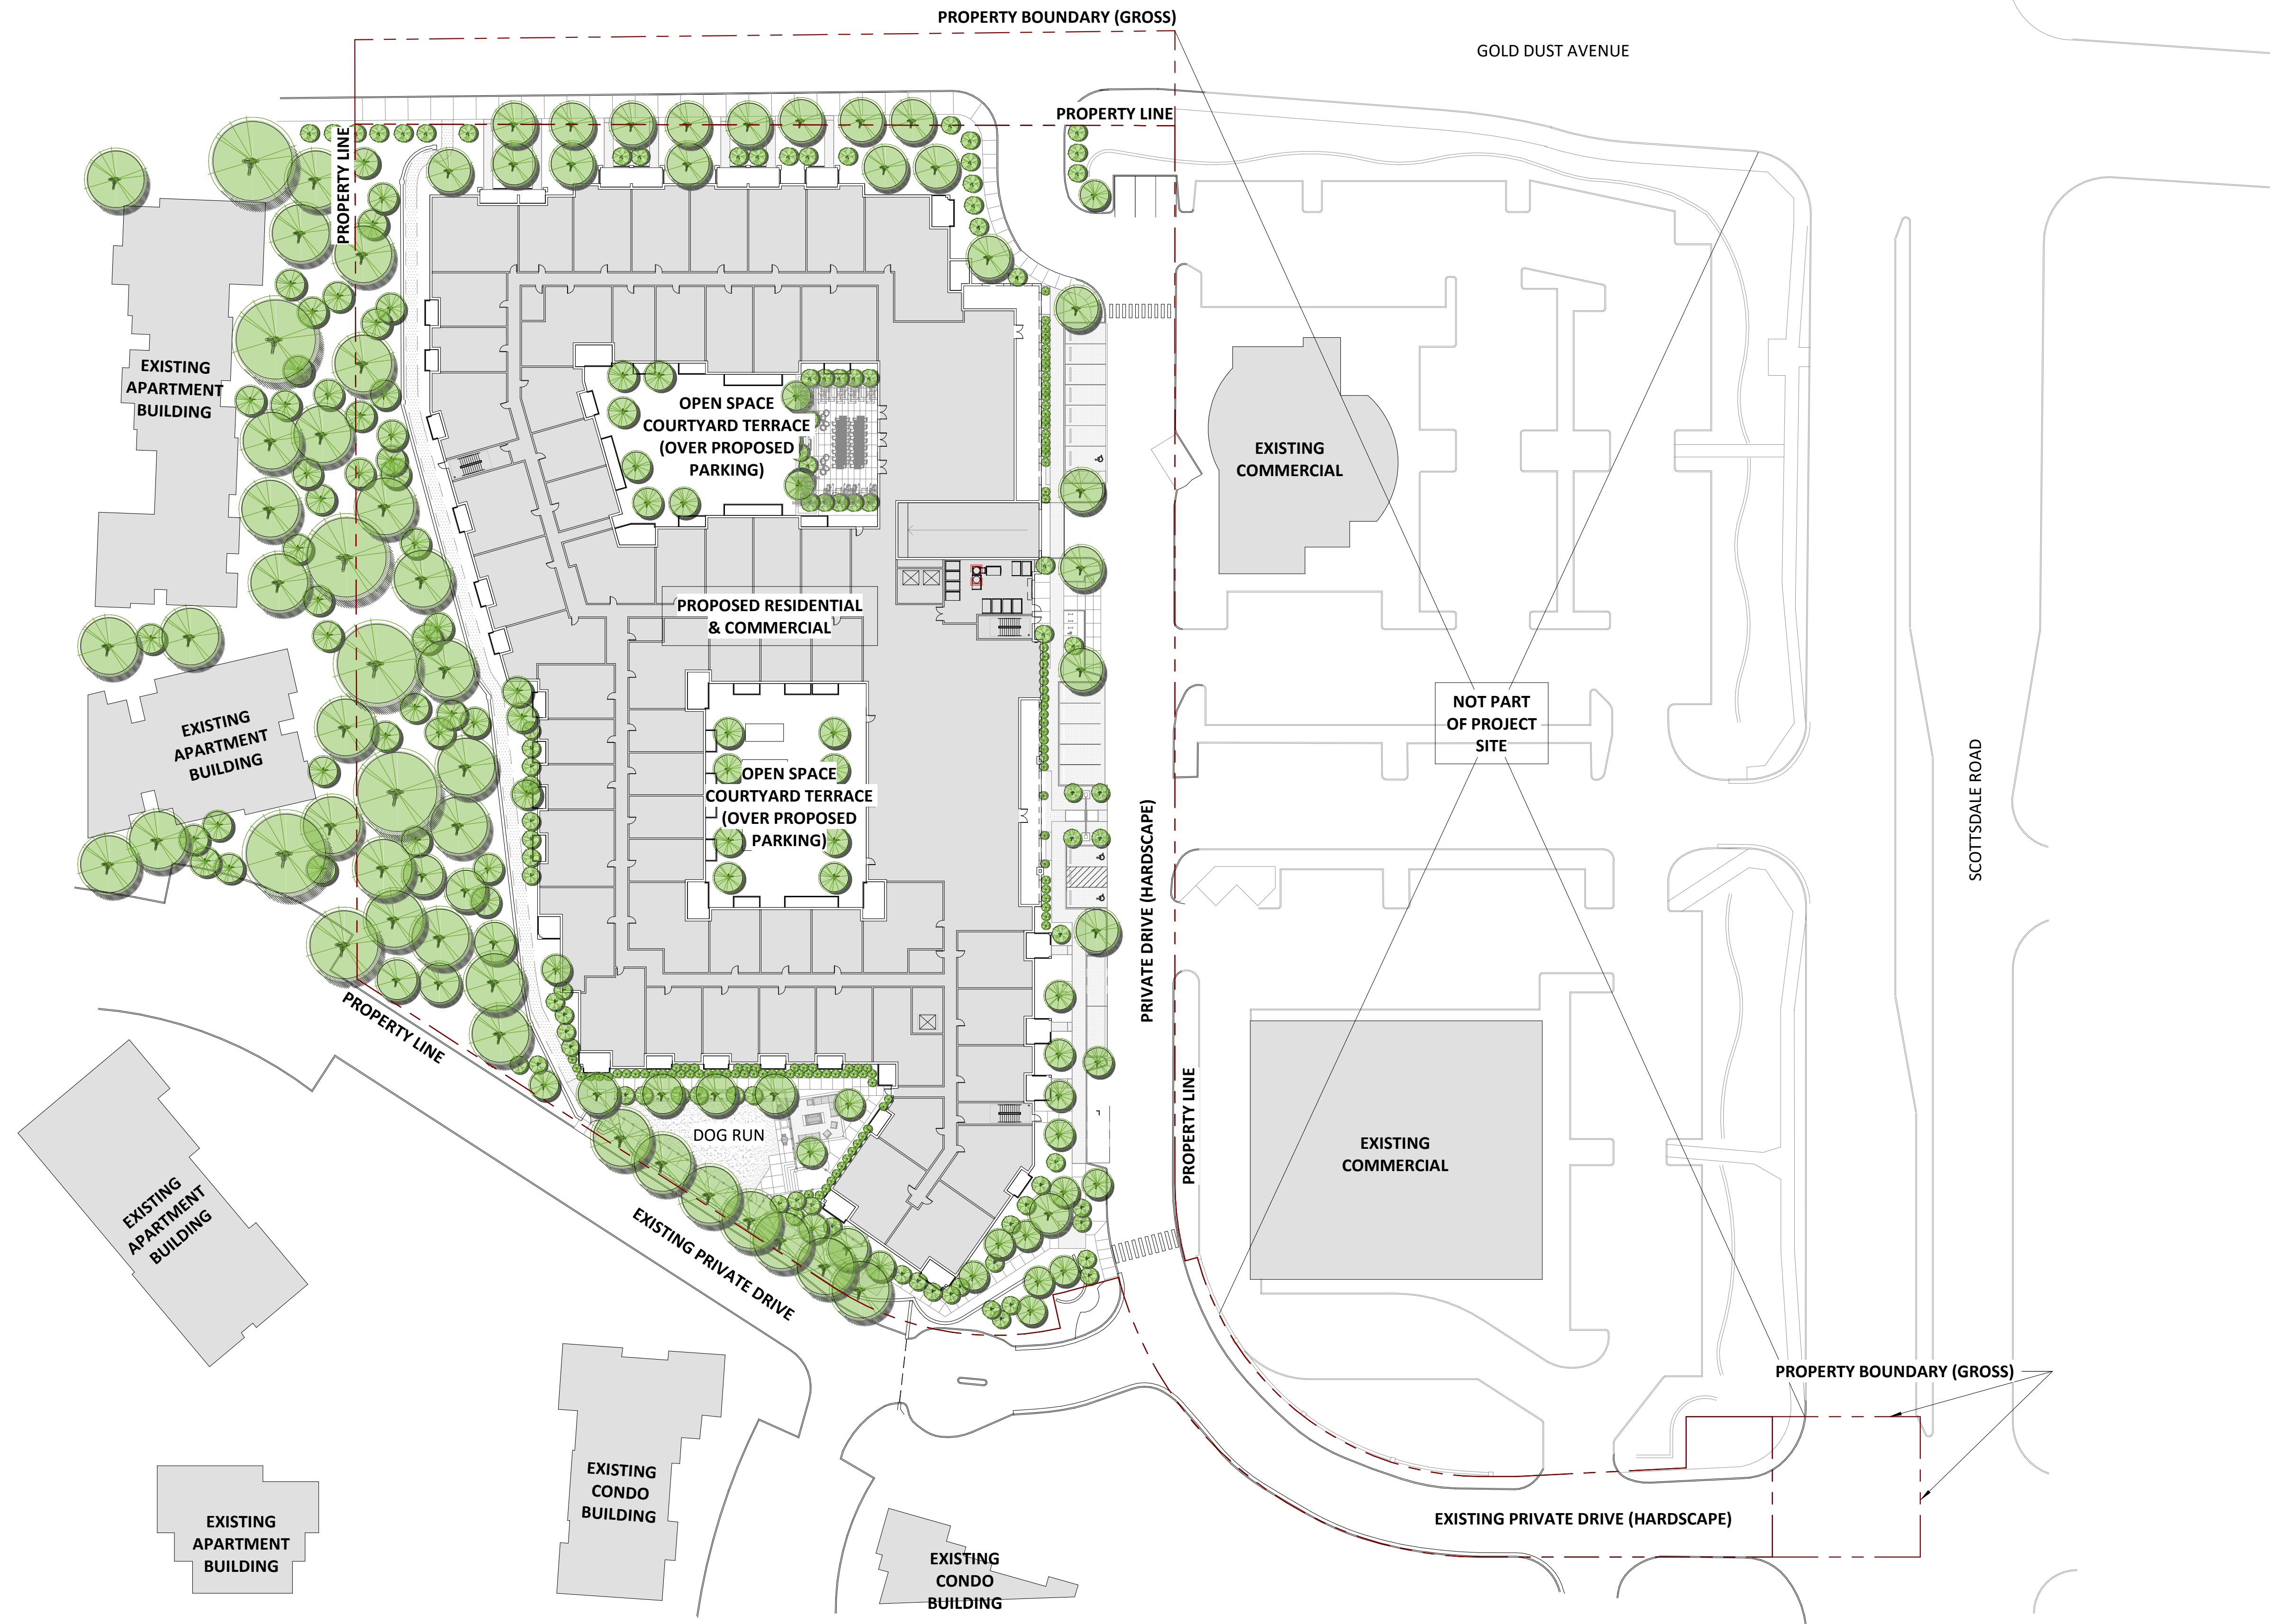 PROPERTY BOUNDARY (GROSS)
GOLD DUST AVENUE
PROPERTY LINE
PROPERTY LINE
EXISTING
APARTMENT
BUILDING
OPEN SPACE
COURTYARD TERRACE
(OVER PROPOSED
PARKING)
EXISTING
COMMERCIAL
PROPOSED RESIDENTIAL
& COMMERCIAL
EXISTING
APARTMENT
BUILDING
NOT PART
OF PROJECT
SITE
OPEN SPACE
COURTYARD TERRACE
(OVER PROPOSED
PARKING)
SCOTTSDALE ROAD
PRIVATE DRIVE (HARDSCAPE)
PROPERTY LINE
PROPERTY LINE
DOG RUN
EXISTING
COMMERCIAL
EXISTING
APARTMENT
BUILDING
EXISTING PRIVATE DRIVE
PROPERTY BOUNDARY (GROSS)
EXISTING
CONDO
BUILDING
EXISTING PRIVATE DRIVE (HARDSCAPE)
EXISTING
APARTMENT
BUILDING
EXISTING
CONDO
BUILDING